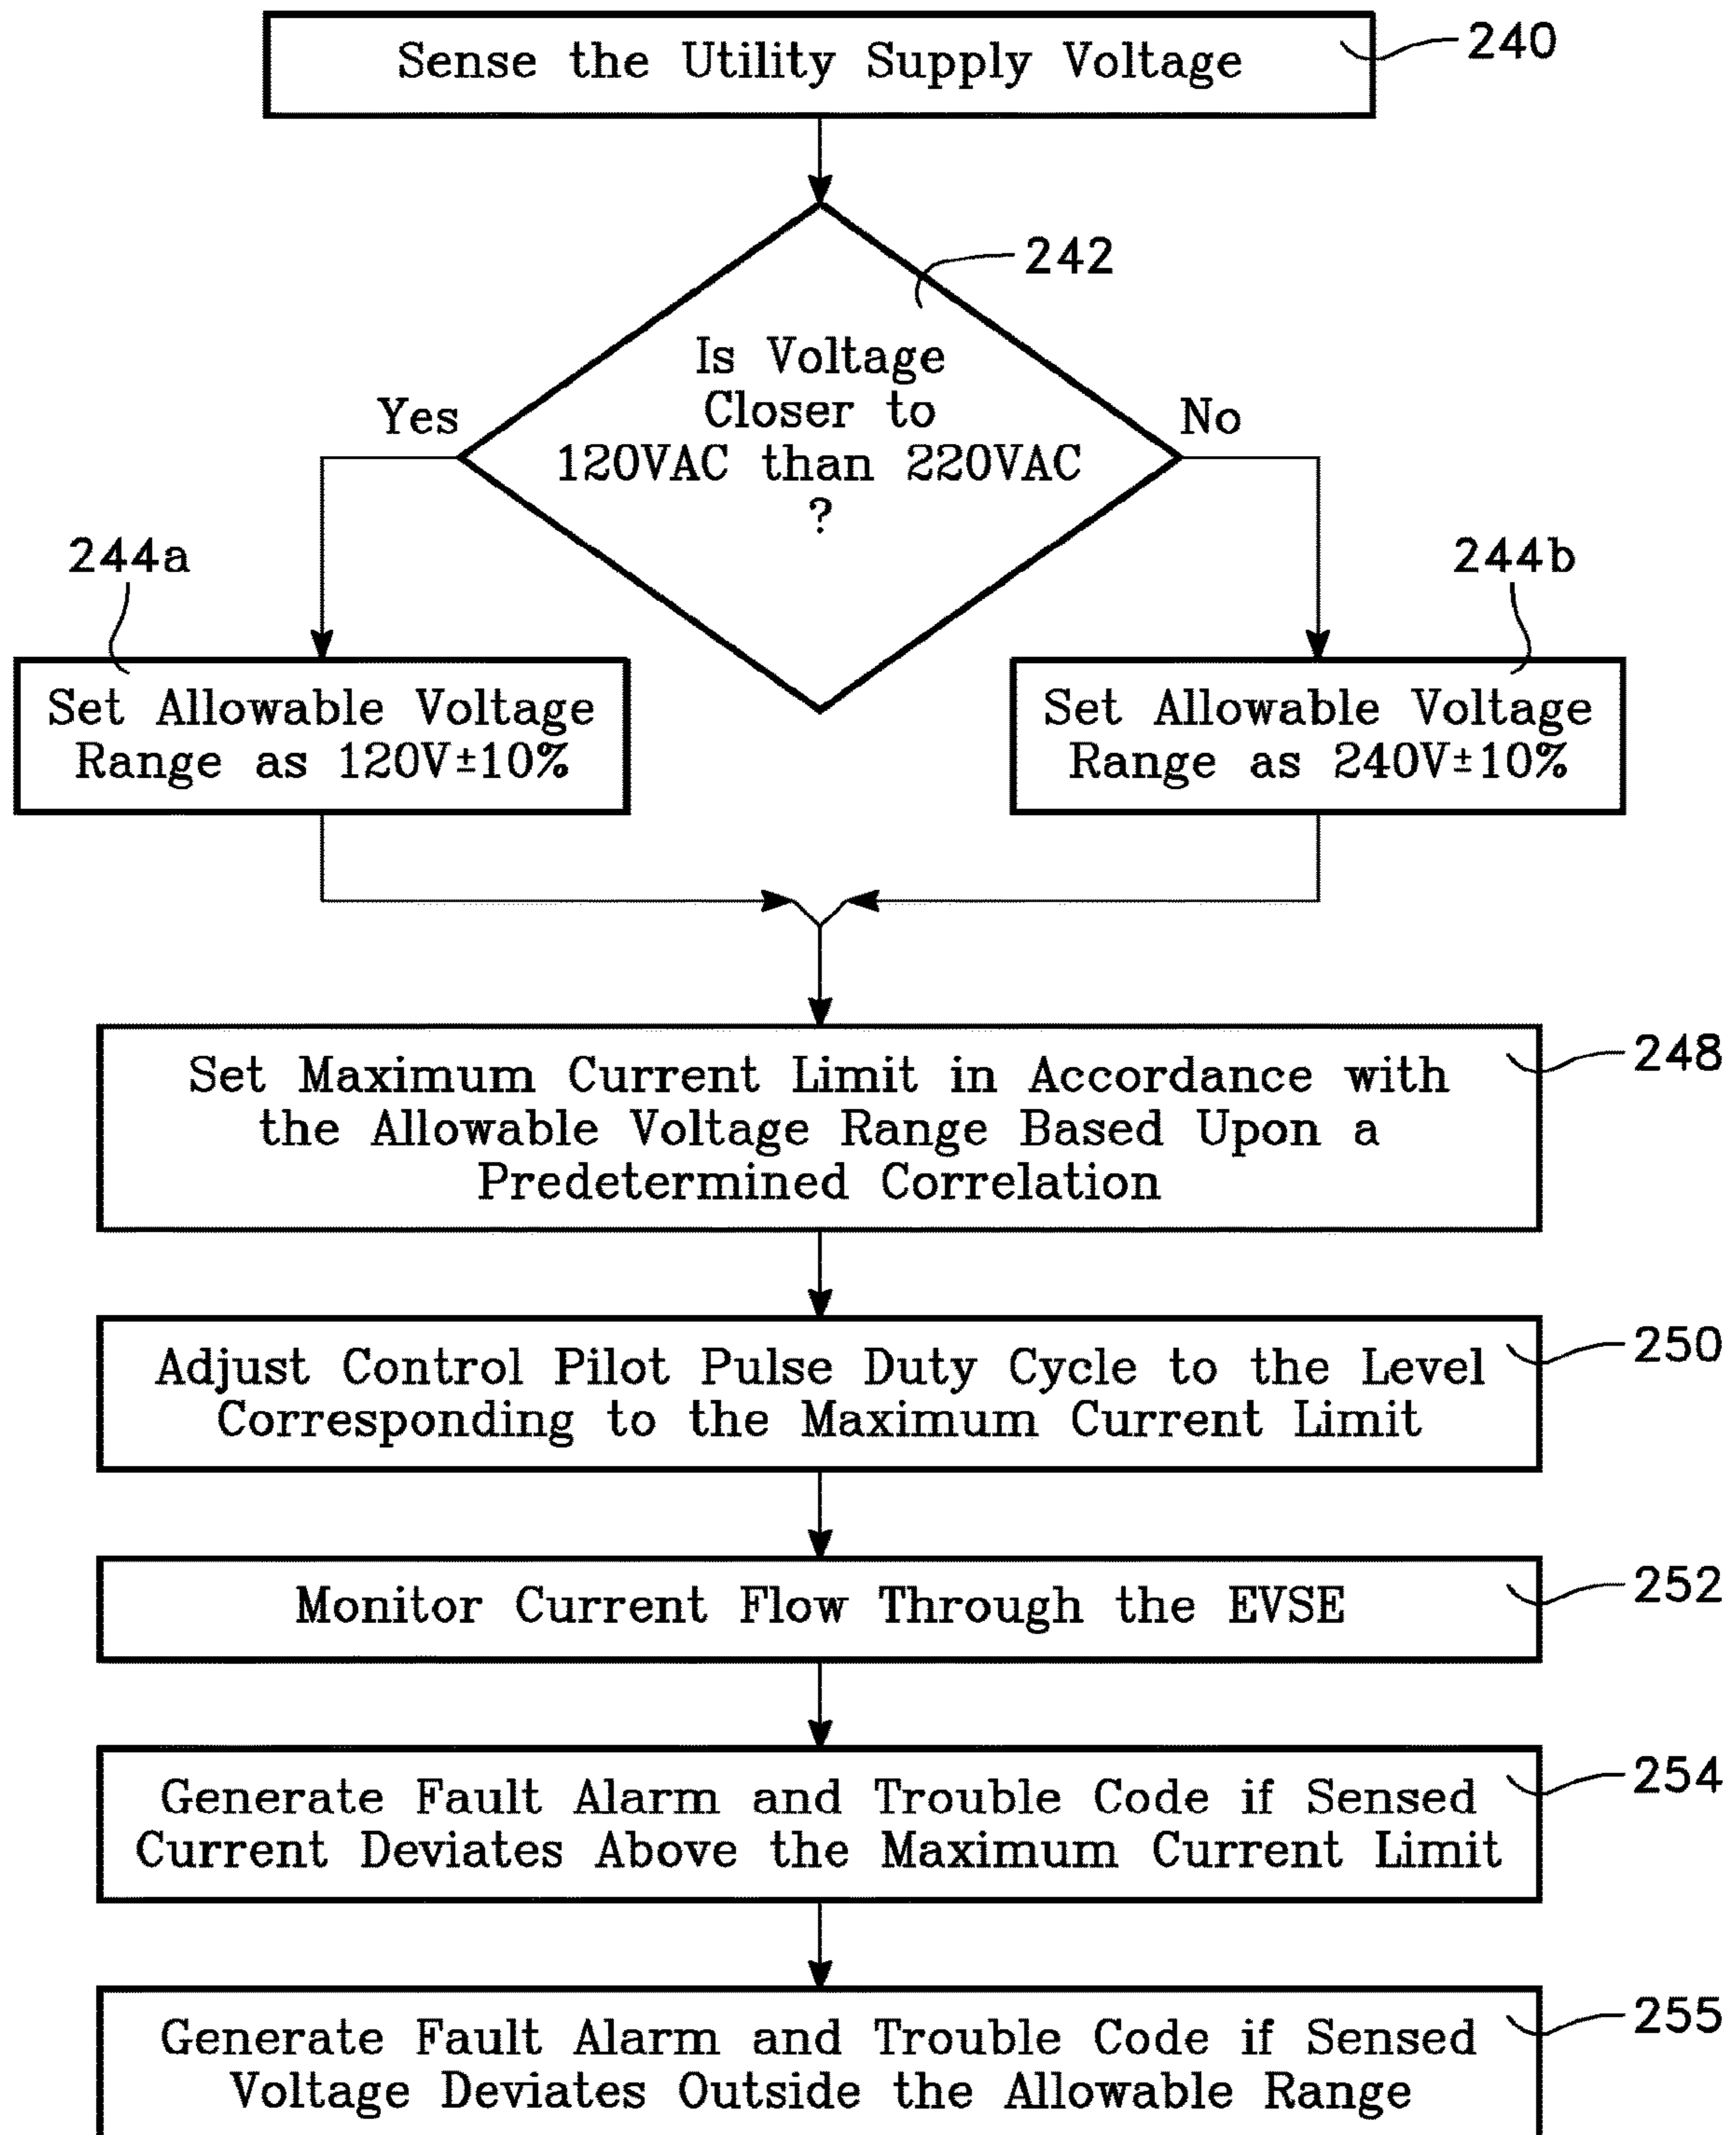 Sense the Utility Supply Voltage
240
242
Is Voltage
Closer to
120VAC than 220VAC
?
Yes
No
244a
244b
Set Allowable Voltage
Range as 120V±10%
Set Allowable Voltage
Range as 240V±10%
Set Maximum Current Limit in Accordance with
the Allowable Voltage Range Based Upon a
Predetermined Correlation
248
Adjust Control Pilot Pulse Duty Cycle to the Level
Corresponding to the Maximum Current Limit
250
Monitor Current Flow Through the EVSE
252
Generate Fault Alarm and Trouble Code if Sensed
Current Deviates Above the Maximum Current Limit
254
Generate Fault Alarm and Trouble Code if Sensed
Voltage Deviates Outside the Allowable Range
255